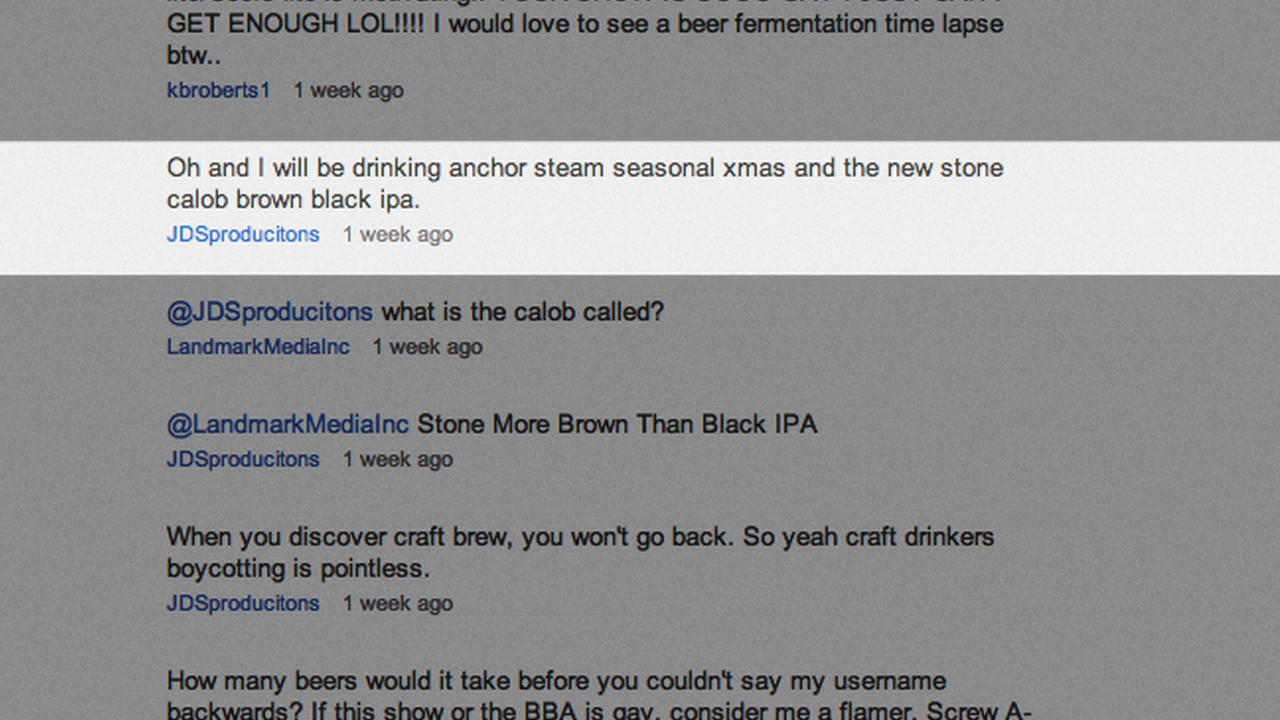 GET ENOUGH LOL!!!! I would love to see a beer fermentation time lapse
btw..
kbroberts1 1 week ago
Oh and I will be drinking anchor steam seasonal xmas and the new stone
calob brown black ipa.
JDSproducitons 1 week ago
@JDSproducitons what is the calob called?
LandmarkMediaInc 1 week ago
@LandmarkMediaInc Stone More Brown Than Black IPA
JDSproducitons 1 week ago
When you discover craft brew, you won't go back. So yeah craft drinkers
boycotting is pointless.
JDSproducitons 1 week ago
How many beers would it take before you couldn't say my username
backwards? If this show or the BBA is gay, consider me a flamer. Screw A-